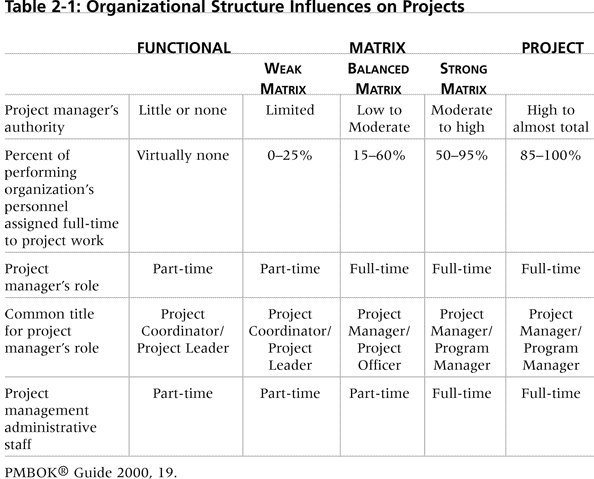 Table 2-1: Organizational Structure Influences on Projects
FUNCTIONAL MATRIX PROJECT
WEAK MATRIX BALANCED MATRIX STRONG MATRIX
Project manager's authority Little or none Limited Low to Moderate Moderate to high High to almost total
Percent of performing organization's personnel assigned full-time to project work Virtually none 0–25% 15–60% 50–95% 85–100%
Project manager's role Part-time Part-time Full-time Full-time Full-time
Common title for project manager's role Project Coordinator/ Project Leader Project Coordinator/ Project Leader Project Manager/ Project Officer Project Manager/ Program Manager Project Manager/ Program Manager
Project management administrative staff Part-time Part-time Part-time Full-time Full-time
PMBOK® Guide 2000, 19.